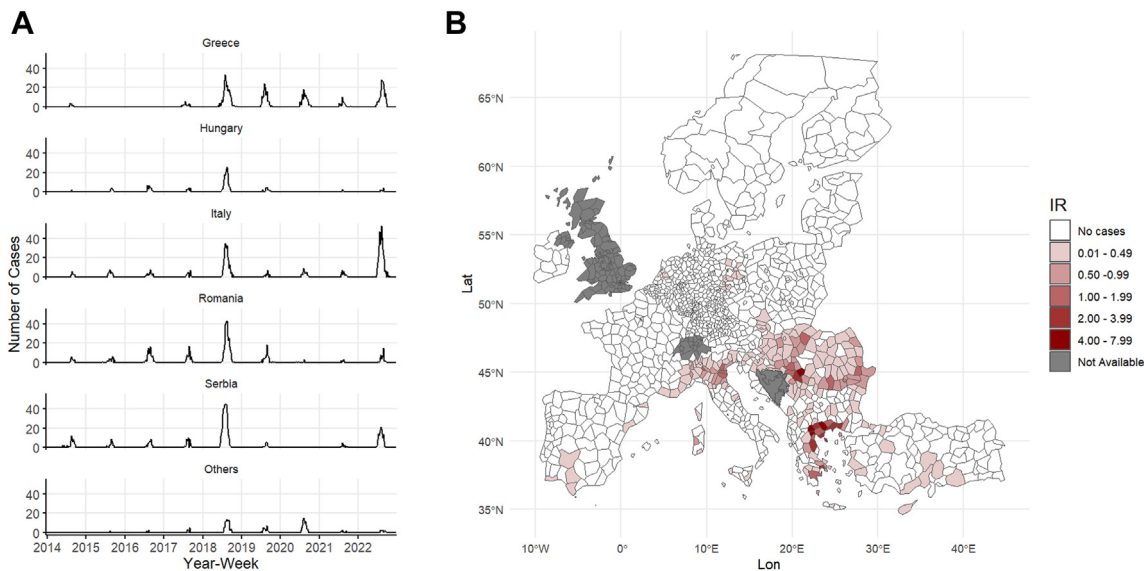 A
Greece
40
20
0
Hungary
40
20
0
Italy
40
20
0
Romania
40
20
0
Serbia
40
20
0
Others
40
20
0
2014 2015 2016 2017 2018 2019 2020 2021 2022
Year-Week
Number of Cases
B
65°N
60°N
55°N
50°N
45°N
40°N
35°N
10°W 0° 10°E 20°E 30°E 40°E
Lon
Lat
IR
No cases
0.01 - 0.49
0.50 -0.99
1.00 - 1.99
2.00 - 3.99
4.00 - 7.99
Not Available